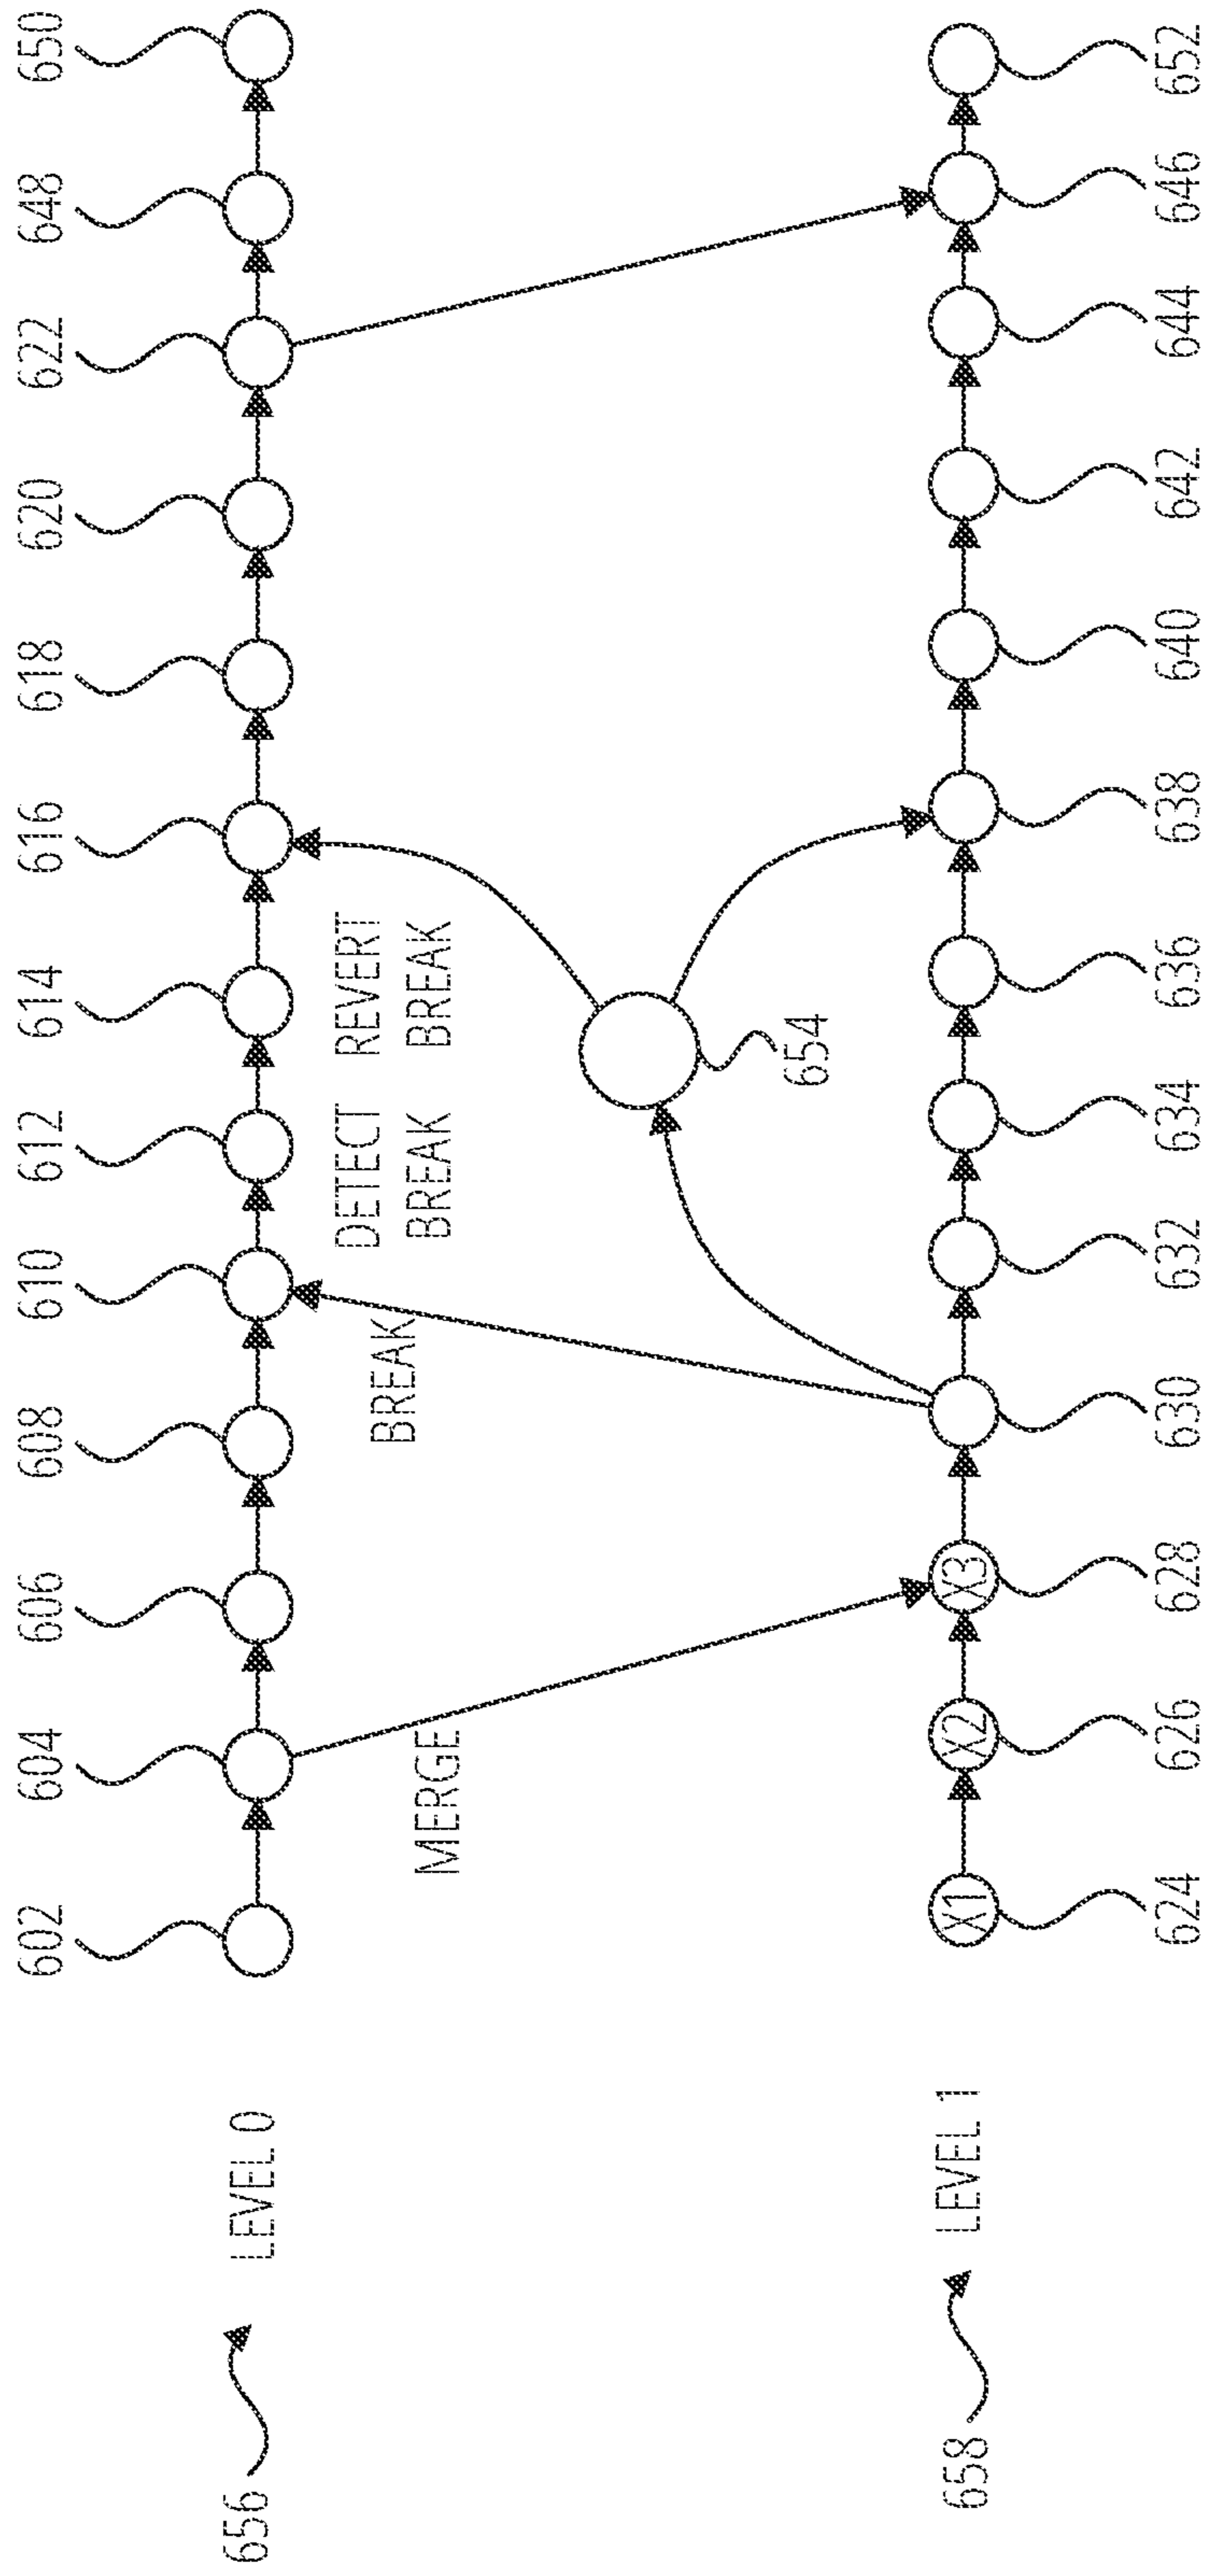 602 604 606 608 610 612 614 616 618 620 622 648 650
656 LEVEL 0
DETECT REVERT
BREAK BREAK
BREAK
MERGE
654
658 LEVEL 1
X1 X2 X3
624 626 628 630 632 634 636 638 640 642 644 646 652